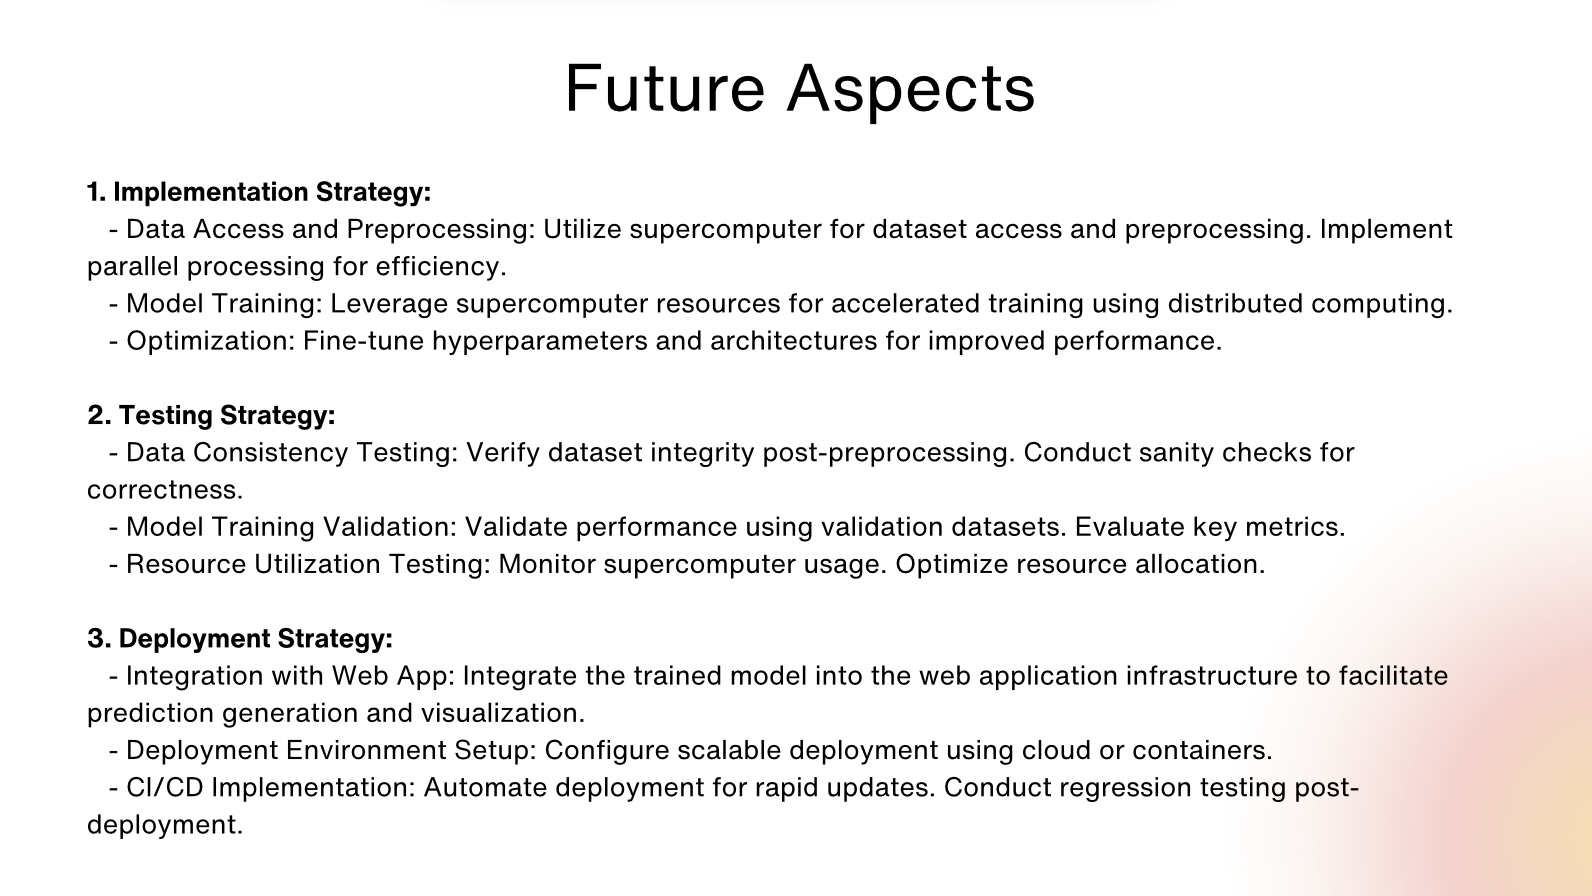 Future Aspects
1. Implementation Strategy:
- Data Access and Preprocessing: Utilize supercomputer for dataset access and preprocessing. Implement
parallel processing for efficiency.
- Model Training: Leverage supercomputer resources for accelerated training using distributed computing.
- Optimization: Fine-tune hyperparameters and architectures for improved performance.
2. Testing Strategy:
- Data Consistency Testing: Verify dataset integrity post-preprocessing. Conduct sanity checks for
correctness.
- Model Training Validation: Validate performance using validation datasets. Evaluate key metrics.
- Resource Utilization Testing: Monitor supercomputer usage. Optimize resource allocation.
3. Deployment Strategy:
- Integration with Web App: Integrate the trained model into the web application infrastructure to facilitate
prediction generation and visualization.
- Deployment Environment Setup: Configure scalable deployment using cloud or containers.
- CI/CD Implementation: Automate deployment for rapid updates. Conduct regression testing post-
deployment.